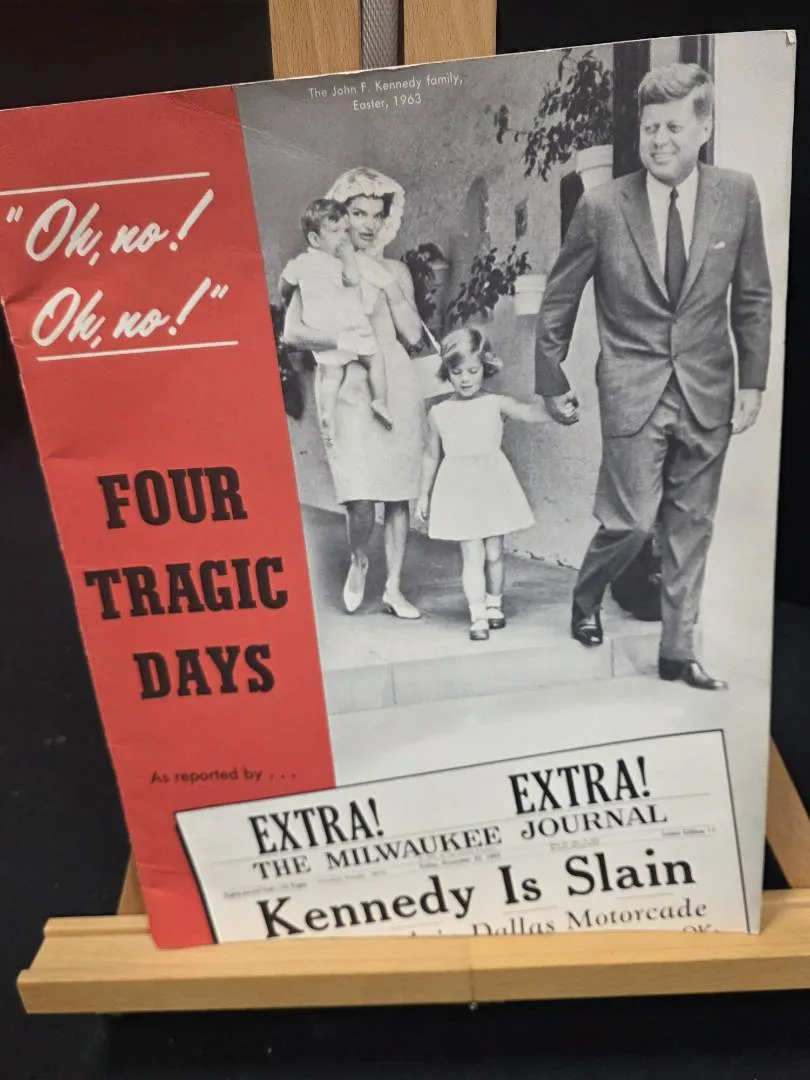 The John F. Kennedy family,
Easter, 1963
"Oh, no!
Oh, no!"
FOUR
TRAGIC
DAYS
As reported by . . .
EXTRA! EXTRA!
THE MILWAUKEE JOURNAL
Kennedy Is Slain
Dallas Motorcade